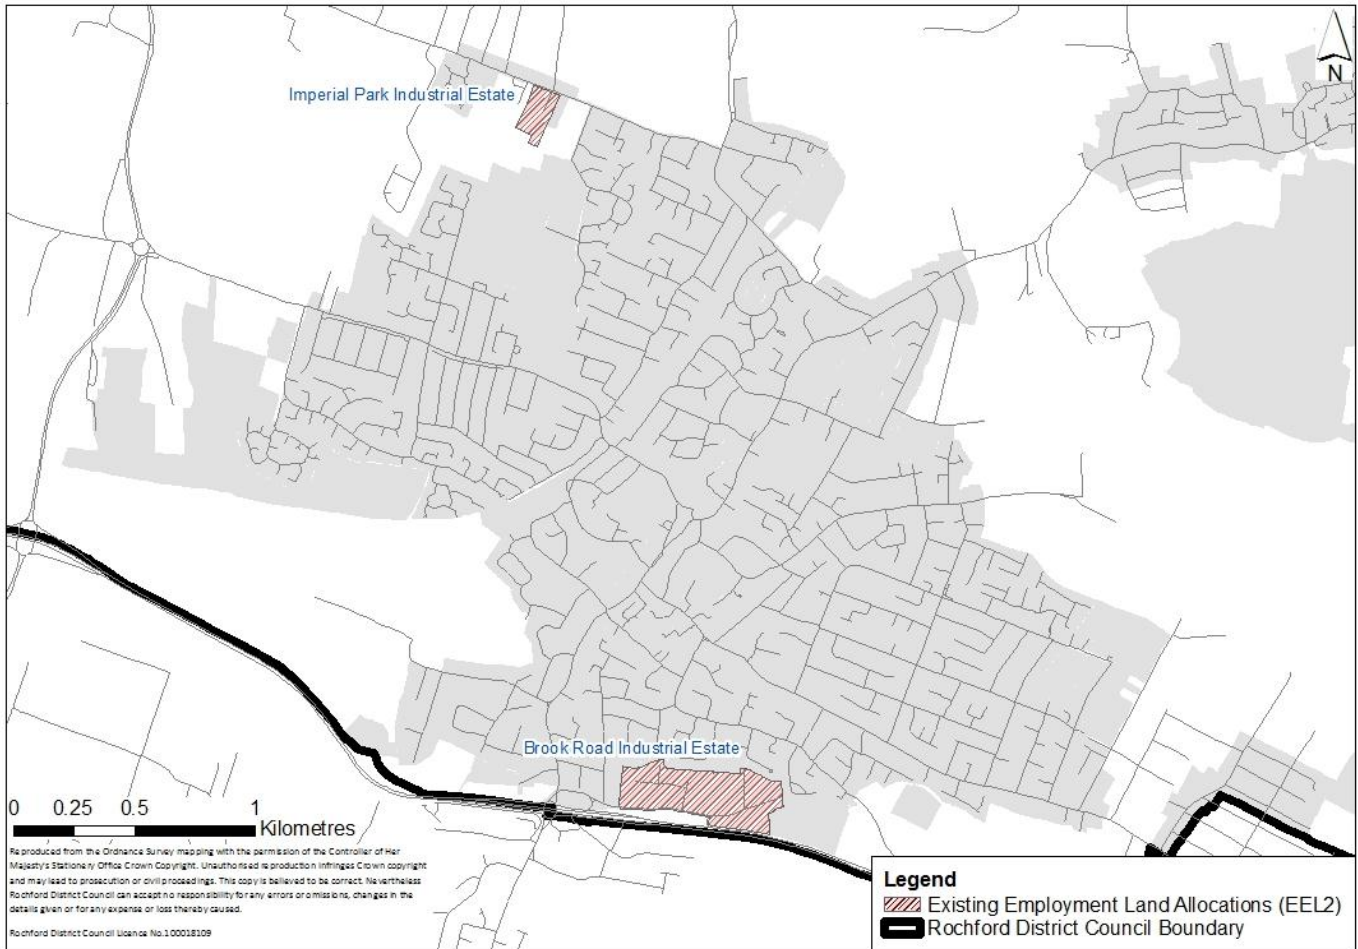 N
Imperial Park Industrial Estate
Brook Road Industrial Estate
0 0.25 0.5 1
Kilometres
Reproduced from the Ordnance Survey mapping with the permission of the Controller of Her
Majesty's Stationery Office Crown Copyright. Unauthorised reproduction infringes Crown copyright
and may lead to prosecution or civil proceedings. This copy is believed to be correct. Nevertheless
Rochford District Council can accept no responsibility for any errors or omissions, changes in the
details given or for any expense or loss thereby caused.
Rochford District Council Licence No.100018109
Legend
Existing Employment Land Allocations (EEL2)
Rochford District Council Boundary